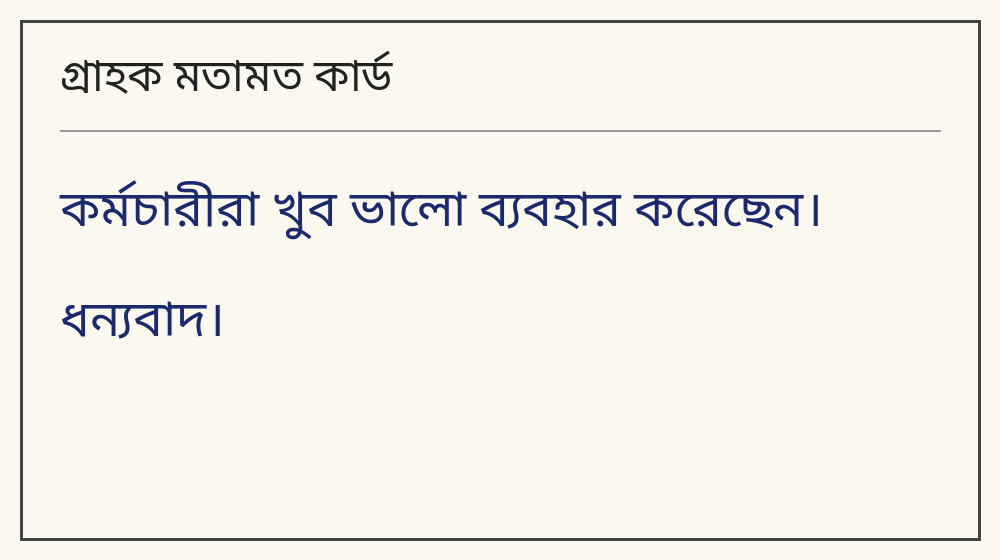 গ্রাহক মতামত কার্ড
কর্মচারীরা খুব ভালো ব্যবহার করেছেন।
ধন্যবাদ।